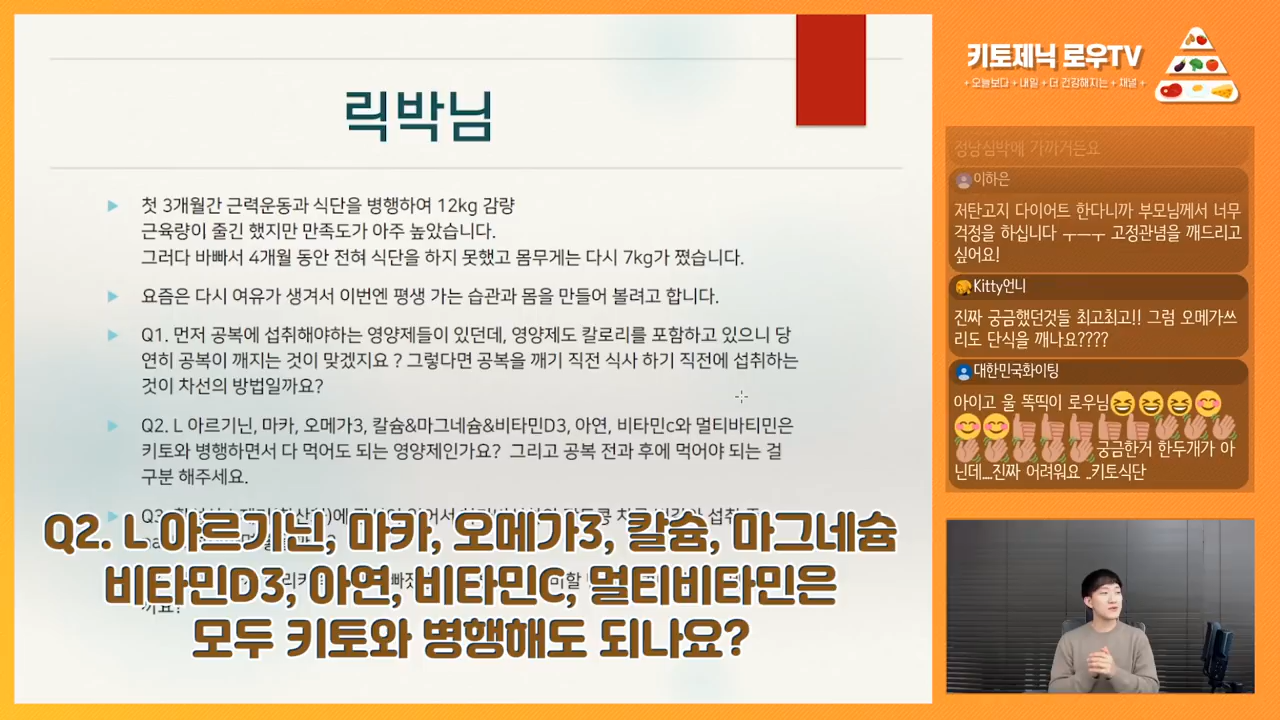 릭박님
첫 3개월간 근력운동과 식단을 병행하여 12kg 감량
근육량이 줄긴 했지만 만족도가 아주 높았습니다.
그러다 바빠서 4개월 동안 전혀 식단을 하지 못했고 몸무게는 다시 7kg가 쪘습니다.
요즘은 다시 여유가 생겨서 이번엔 평생 가는 습관과 몸을 만들어 볼려고 합니다.
Q1. 먼저 공복에 섭취해야하는 영양제들이 있던데, 영양제도 칼로리를 포함하고 있으니 당
연히 공복이 깨지는 것이 맞겠지요 ? 그렇다면 공복을 깨기 직전 식사 하기 직전에 섭취하는
것이 차선의 방법일까요?
Q2. L 아르기닌, 마카, 오메가3, 칼슘&마그네슘&비타민D3, 아연, 비타민c와 멀티바티민은
키토와 병행하면서 다 먹어도 되는 영양제인가요? 그리고 공복 전과 후에 먹어야 되는 걸
구분 해주세요.
Q3.
까요?
Q2. L 아르기닌, 마카, 오메가3, 칼슘, 마그네슘
비타민D3, 아연, 비타민C, 멀티비타민은
모두 키토와 병행해도 되나요?
키토제닉 로우TV
+ 오늘보다 + 내일 + 더 건강해지는 + 채널 +
정상심박에 가까거든요
이하은
저탄고지 다이어트 한다니까 부모님께서 너무
걱정을 하십니다 ㅜㅡㅜ 고정관념을 깨드리고
싶어요!
Kitty언니
진짜 궁금했던것들 최고최고!! 그럼 오메가쓰
리도 단식을 깨나요????
대한민국화이팅
아이고 울 똑띡이 로우님😆😆😆😊
😊😊👍👍👍👍👍👏👏👏
👏👏👏👏👏궁금한거 한두개가 아
닌데....진짜 어려워요 ..키토식단